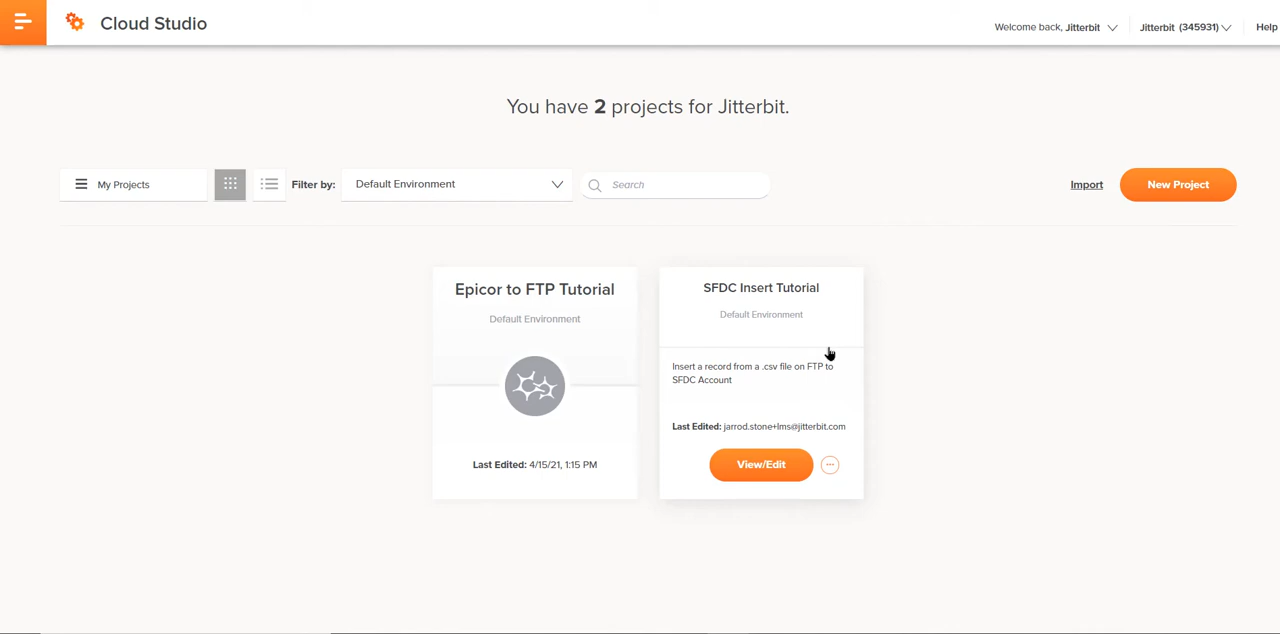 Cloud Studio
Welcome back, Jitterbit
Jitterbit (345931)
Help
You have 2 projects for Jitterbit.
My Projects
Filter by:
Default Environment
Search
Import
New Project
Epicor to FTP Tutorial
Default Environment
Last Edited: 4/15/21, 1:15 PM
SFDC Insert Tutorial
Default Environment
Insert a record from a .csv file on FTP to
SFDC Account
Last Edited: jarrod.stone+lms@jitterbit.com
View/Edit